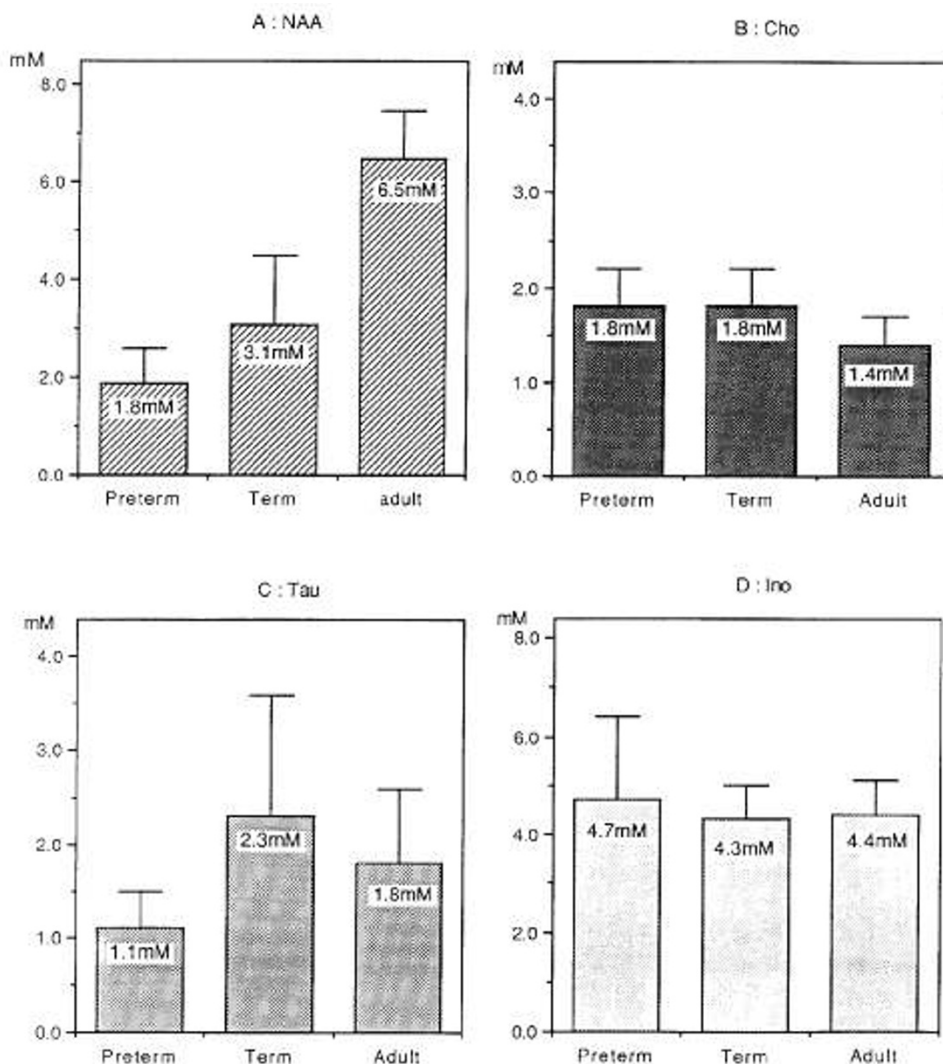 A : NAA
mM
8.0
6.0
4.0
2.0
0.0
1.8mM
3.1mM
6.5mM
Preterm
Term
adult
B : Cho
mM
4.0
3.0
2.0
1.0
0.0
1.8mM
1.8mM
1.4mM
Preterm
Term
Adult
C : Tau
mM
4.0
3.0
2.0
1.0
0.0
1.1mM
2.3mM
1.8mM
Preterm
Term
Adult
D : Ino
mM
8.0
6.0
4.0
2.0
0.0
4.7mM
4.3mM
4.4mM
Preterm
Term
Adult